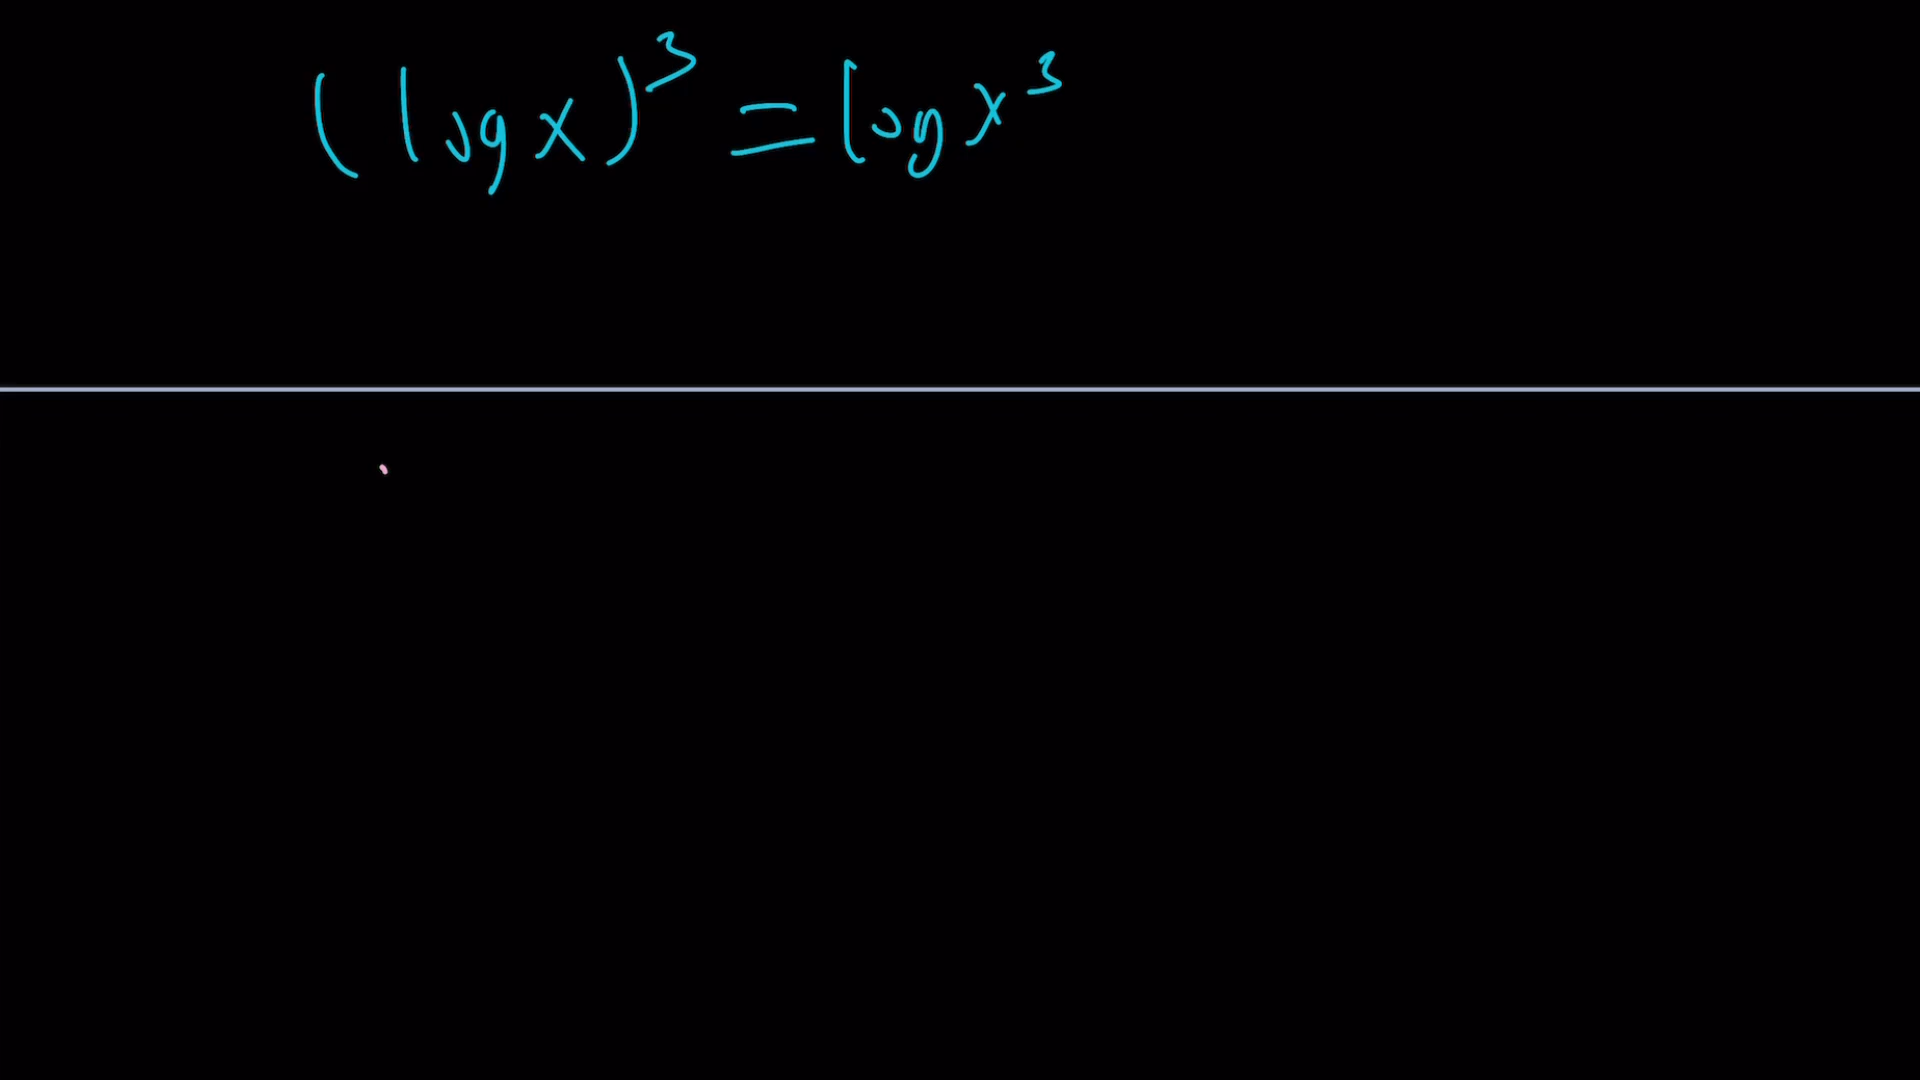 (log x)³ = log x³